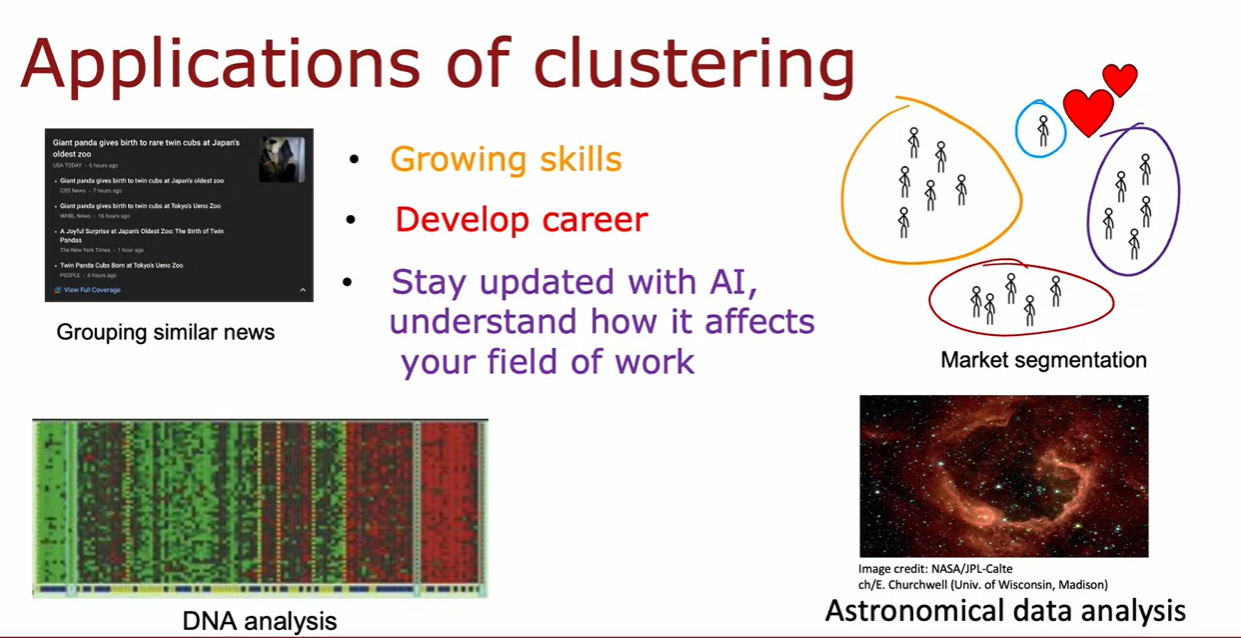 Applications of clustering
Giant panda gives birth to rare twin cubs at Japan's
oldest zoo
USA TODAY · 6 hours ago
• Giant panda gives birth to twin cubs at Japan's oldest zoo
CBS News · 7 hours ago
• Giant panda gives birth to twin cubs at Tokyo's Ueno Zoo
WHBL News · 16 hours ago
• A Joyful Surprise at Japan's Oldest Zoo: The Birth of Twin
Pandas
The New York Times · 1 hour ago
• Twin Panda Cubs Born at Tokyo's Ueno Zoo
PEOPLE · 6 hours ago
View Full Coverage
Grouping similar news
• Growing skills
• Develop career
• Stay updated with AI,
understand how it affects
your field of work
Market segmentation
DNA analysis
Image credit: NASA/JPL-Calte
ch/E. Churchwell (Univ. of Wisconsin, Madison)
Astronomical data analysis